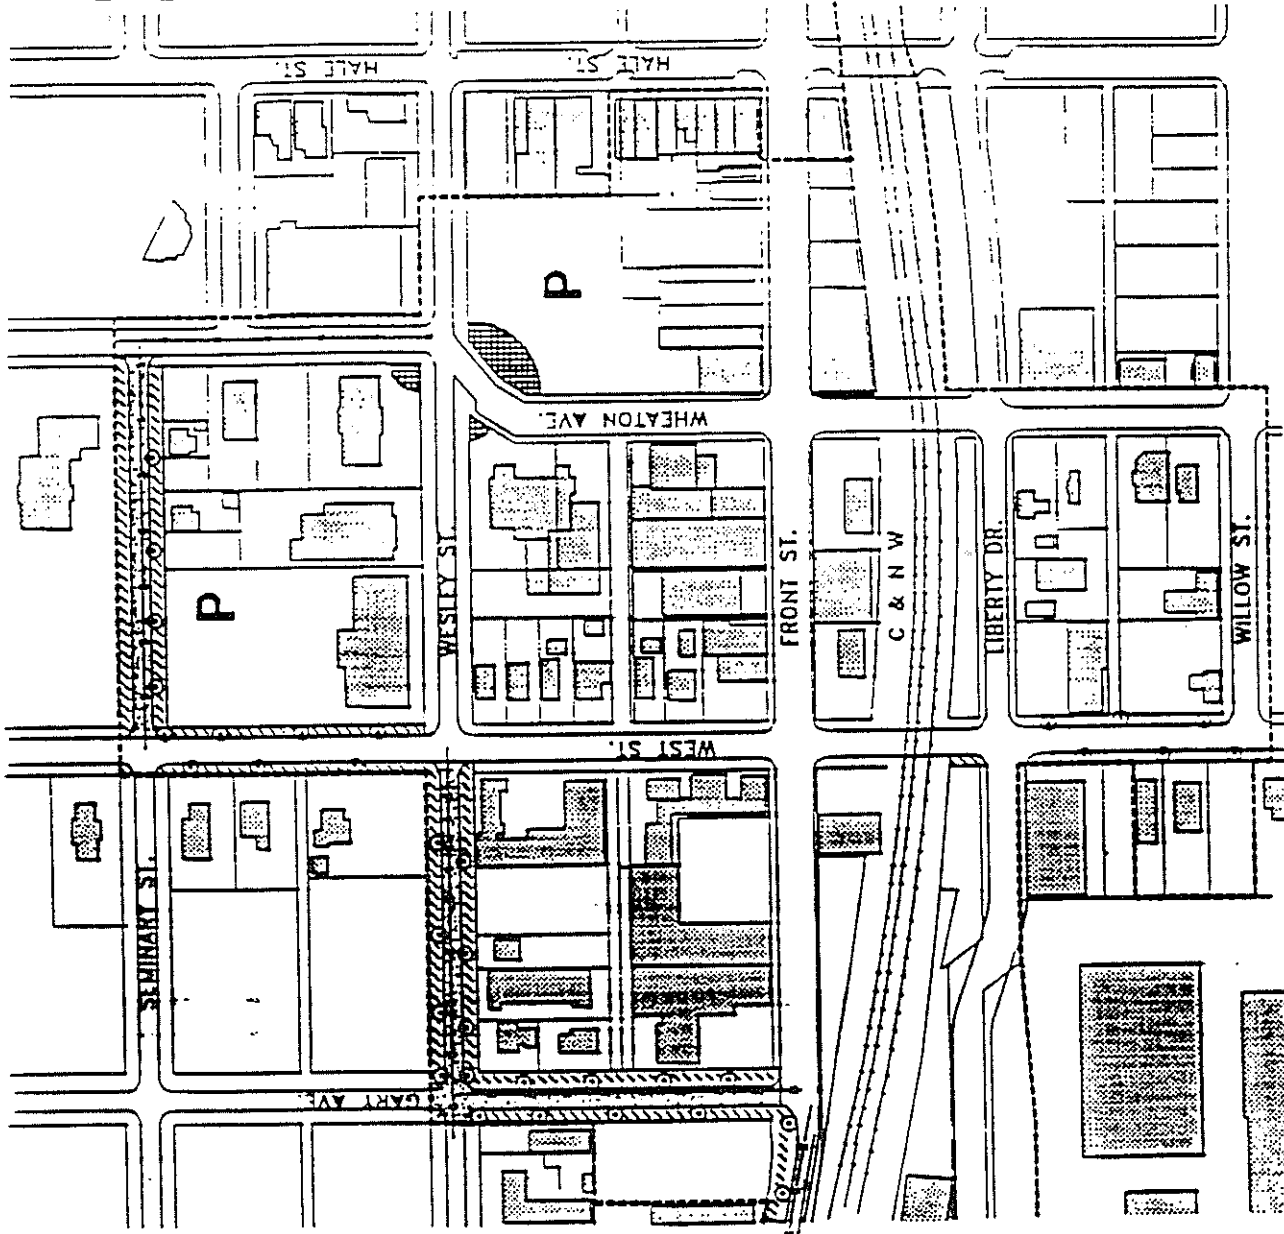 HALE ST.
HALE ST.
P
WHEATON AVE.
P
WESLEY ST.
FRONT ST.
C & N W
LIBERTY DR.
WILLOW ST.
WEST ST.
SEMINARY ST.
GARY AVE.